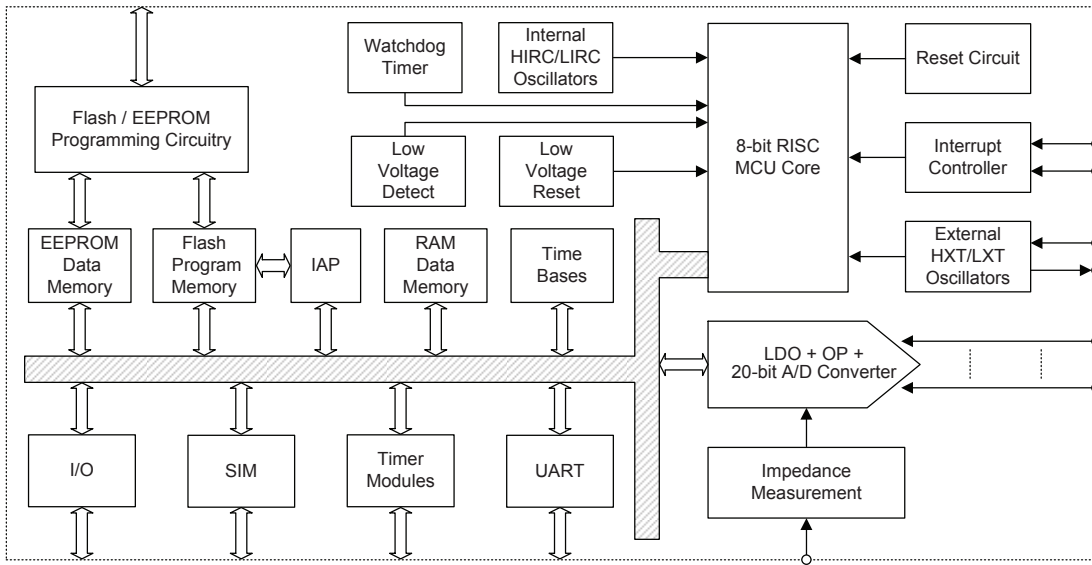 Watchdog
Timer
Internal
HIRC/LIRC
Oscillators
Reset Circuit
Flash / EEPROM
Programming Circuitry
Low
Voltage
Detect
Low
Voltage
Reset
8-bit RISC
MCU Core
Interrupt
Controller
EEPROM
Data
Memory
Flash
Program
Memory
IAP
RAM
Data
Memory
Time
Bases
External
HXT/LXT
Oscillators
LDO + OP +
20-bit A/D Converter
I/O
SIM
Timer
Modules
UART
Impedance
Measurement